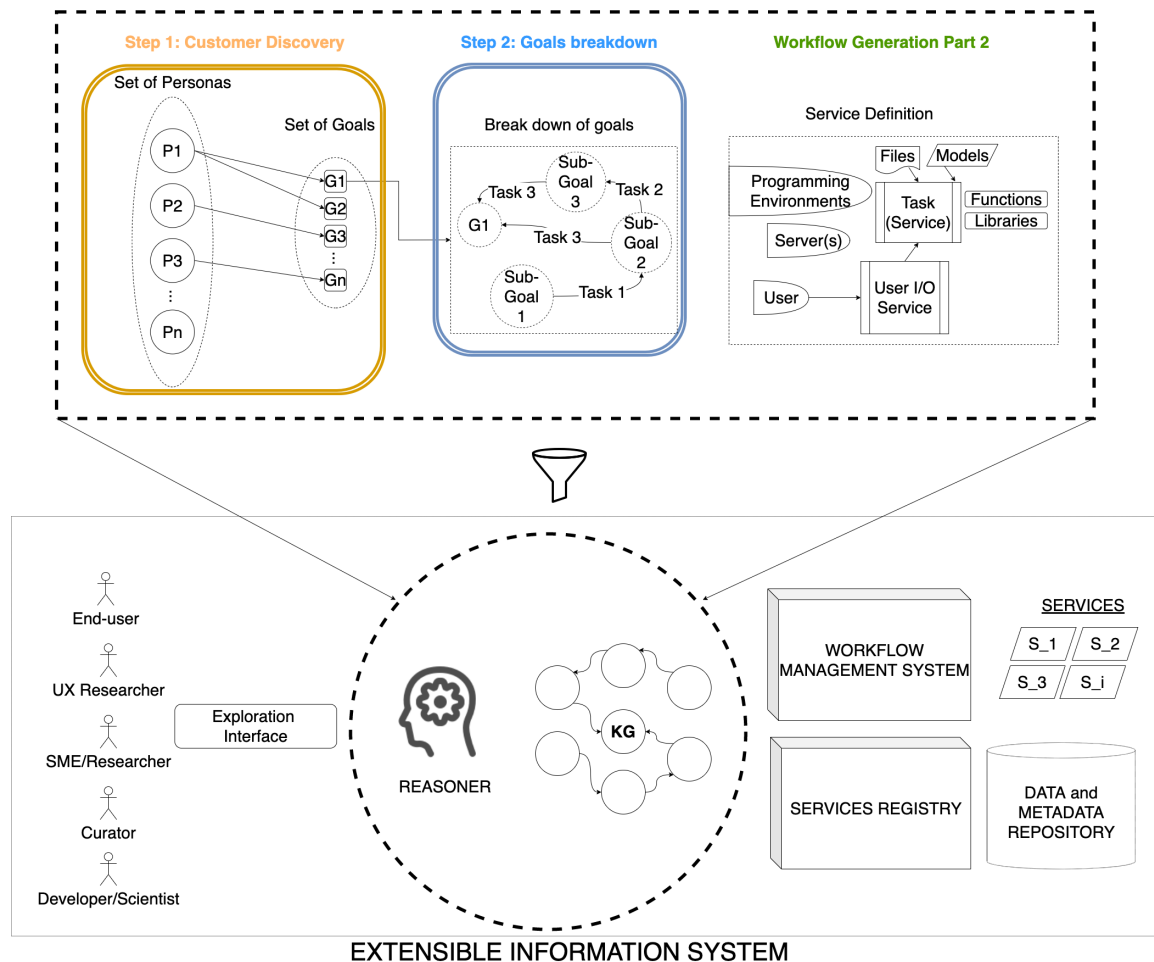 Step 1: Customer Discovery
Step 2: Goals breakdown
Workflow Generation Part 2
Set of Personas
P1
P2
P3
...
Pn
Set of Goals
G1
G2
G3
...
Gn
Break down of goals
Sub-
Goal
3
Task 3
Task 2
G1
Task 3
Sub-
Goal
2
Sub-
Goal
1
Task 1
Service Definition
Files
Models
Programming
Environments
Task
(Service)
Functions
Libraries
Server(s)
User
User I/O
Service
End-user
UX Researcher
SME/Researcher
Curator
Developer/Scientist
Exploration
Interface
REASONER
KG
WORKFLOW
MANAGEMENT SYSTEM
SERVICES
S_1
S_2
S_3
S_i
SERVICES REGISTRY
DATA and
METADATA
REPOSITORY
EXTENSIBLE INFORMATION SYSTEM